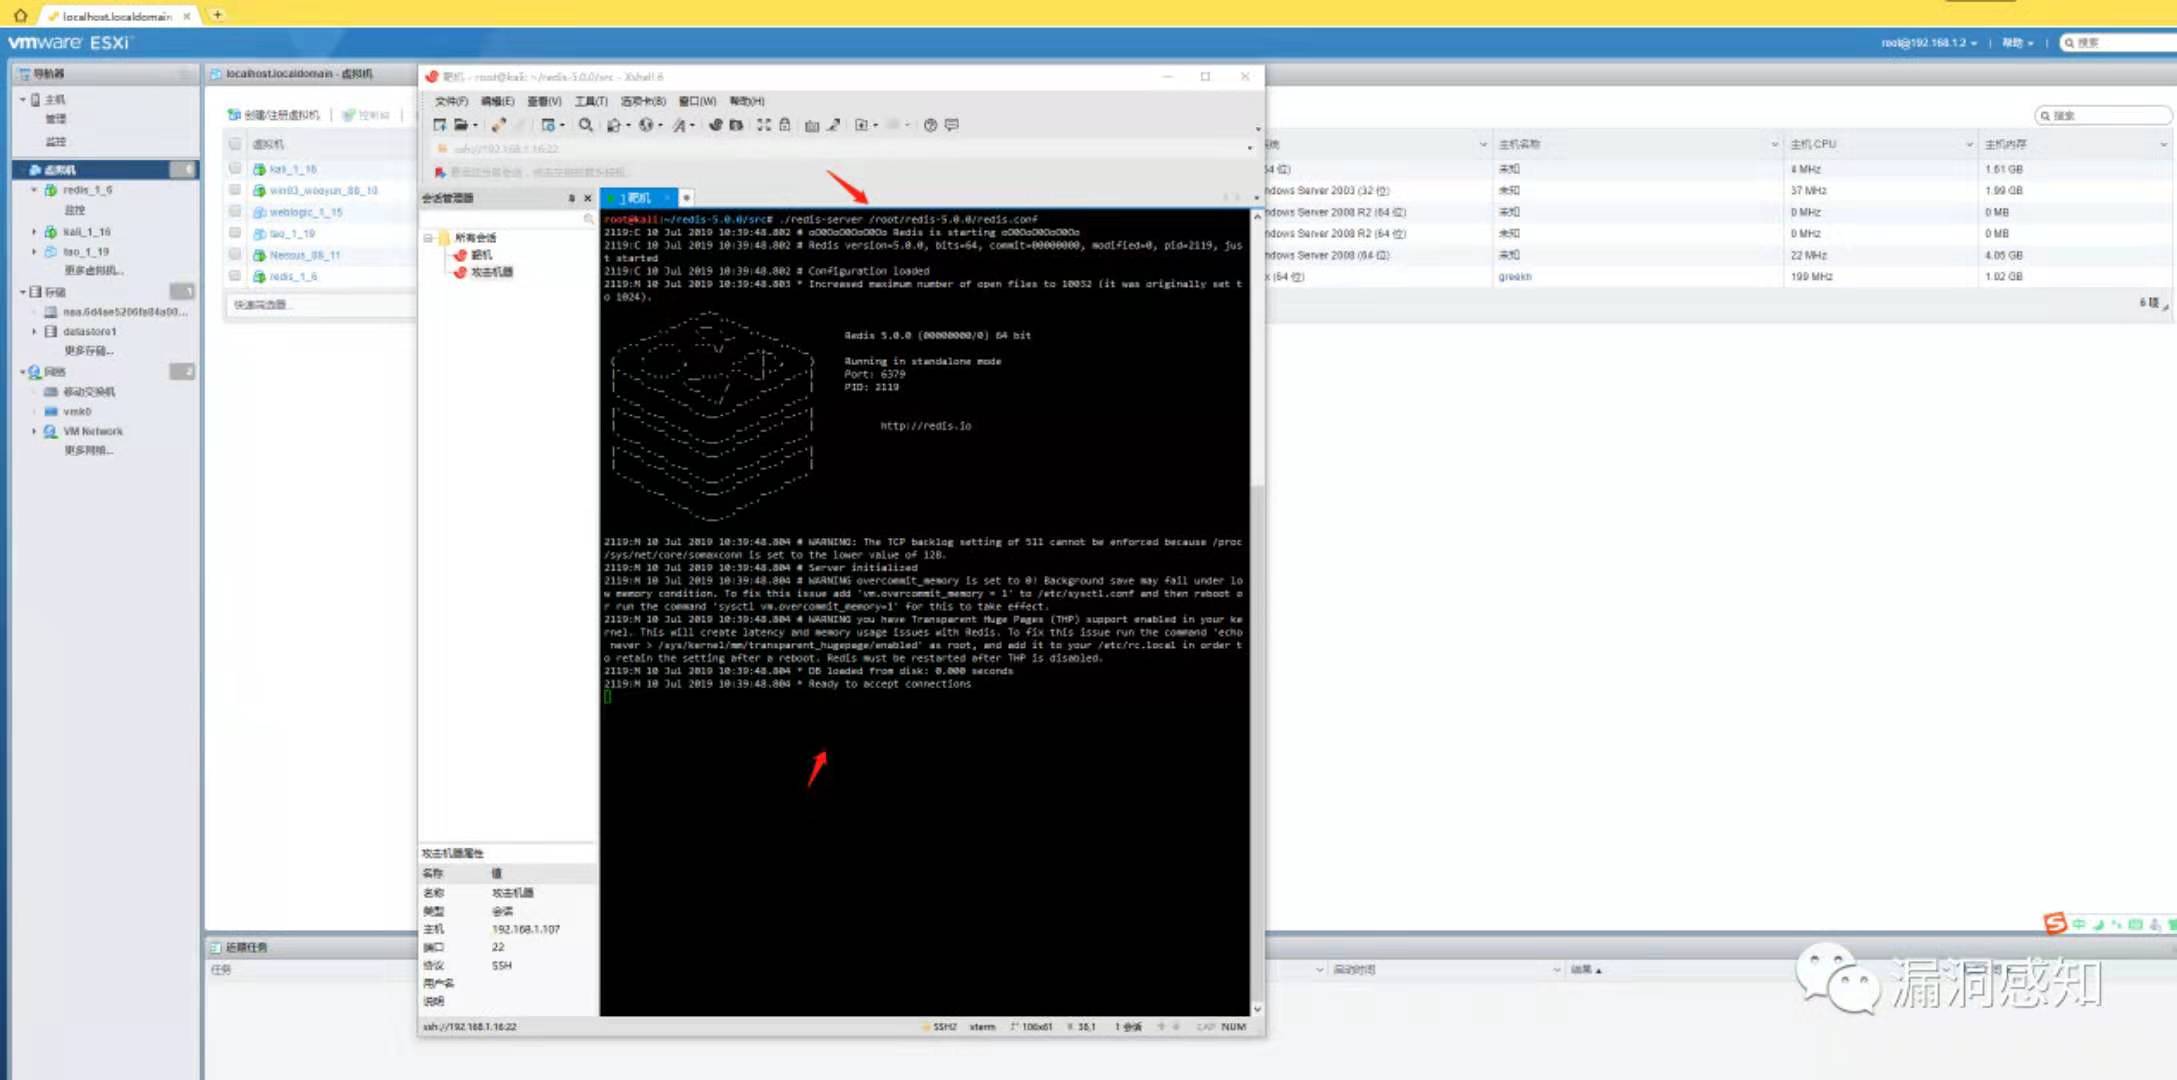 localhost.localdomain
vmware ESXi
root@192.168.1.2
帮助
搜索
导航器
主机
管理
监控
虚拟机
redis_1_6
监控
kali_1_16
tao_1_19
更多虚拟机...
存储
1
datastore1
更多存储...
网络
2
移动交换机
vmk0
VM Network
更多网络...
localhost.localdomain - 虚拟机
创建/注册虚拟机
控制台
虚拟机
kali_1_16
win03_wooyun_88_10
weblogic_1_15
tao_1_19
Nessus_88_11
redis_1_6
快速筛选器...
靶机 - root@kali: ~/redis-5.0.0/src - Xshell 6
文件(F) 编辑(E) 查看(V) 工具(T) 选项卡(B) 窗口(W) 帮助(H)
ssh://192.168.1.16:22
会话管理器
所有会话
靶机
攻击机器
1 靶机
root@kali:~/redis-5.0.0/src# ./redis-server /root/redis-5.0.0/redis.conf
2119:C 10 Jul 2019 10:39:48.802 # oO0OoO0OoO0Oo Redis is starting oO0OoO0OoO0Oo
2119:C 10 Jul 2019 10:39:48.802 # Redis version=5.0.0, bits=64, commit=00000000, modified=0, pid=2119, jus
t started
2119:C 10 Jul 2019 10:39:48.802 # Configuration loaded
2119:M 10 Jul 2019 10:39:48.803 * Increased maximum number of open files to 10032 (it was originally set t
o 1024).
Redis 5.0.0 (00000000/0) 64 bit
Running in standalone mode
Port: 6379
PID: 2119
http://redis.io
2119:M 10 Jul 2019 10:39:48.804 # WARNING: The TCP backlog setting of 511 cannot be enforced because /proc
/sys/net/core/somaxconn is set to the lower value of 128.
2119:M 10 Jul 2019 10:39:48.804 # Server initialized
2119:M 10 Jul 2019 10:39:48.804 # WARNING overcommit_memory is set to 0! Background save may fail under lo
w memory condition. To fix this issue add 'vm.overcommit_memory = 1' to /etc/sysctl.conf and then reboot o
r run the command 'sysctl vm.overcommit_memory=1' for this to take effect.
2119:M 10 Jul 2019 10:39:48.804 # WARNING you have Transparent Huge Pages (THP) support enabled in your ke
rnel. This will create latency and memory usage issues with Redis. To fix this issue run the command 'echo
never > /sys/kernel/mm/transparent_hugepage/enabled' as root, and add it to your /etc/rc.local in order t
o retain the setting after a reboot. Redis must be restarted after THP is disabled.
2119:M 10 Jul 2019 10:39:48.804 * DB loaded from disk: 0.000 seconds
2119:M 10 Jul 2019 10:39:48.804 * Ready to accept connections
攻击机器属性
名称 值
名称 攻击机器
类型 会话
主机 192.168.1.107
端口 22
协议 SSH
用户名
说明
ssh://192.168.1.16:22 SSH2 xterm 106x61 36,1 1 会话 CAP NUM
搜索
系统 主机名称 主机 CPU 主机内存
64 位) 未知 4 MHz 1.61 GB
ndows Server 2003 (32 位) 未知 37 MHz 1.99 GB
ndows Server 2008 R2 (64 位) 未知 0 MHz 0 MB
ndows Server 2008 R2 (64 位) 未知 0 MHz 0 MB
ndows Server 2008 (64 位) 未知 22 MHz 4.05 GB
x (64 位) greekn 199 MHz 1.02 GB
6 项
近期任务
任务 启动时间 结果
中
漏洞感知